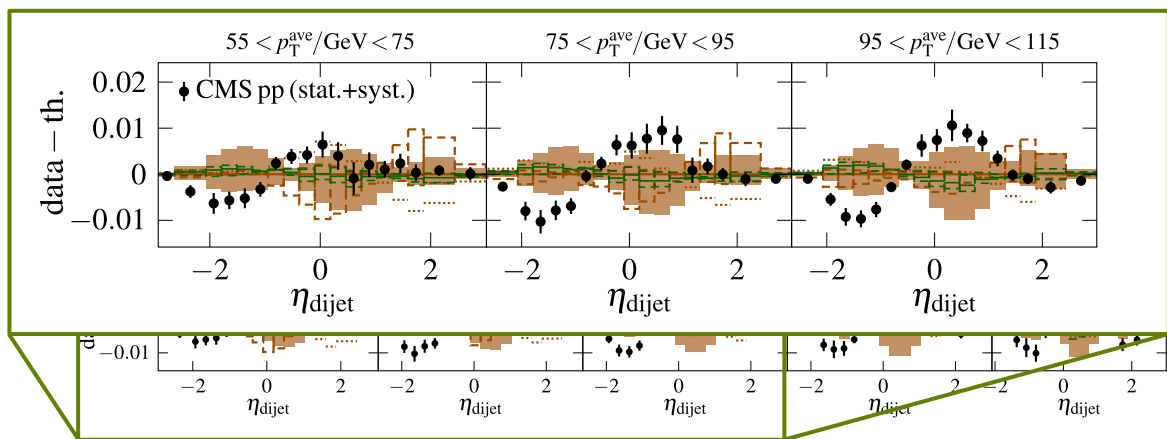 55 < p_T^ave/GeV < 75
75 < p_T^ave/GeV < 95
95 < p_T^ave/GeV < 115
data − th.
0.02
0.01
0
−0.01
CMS pp (stat.+syst.)
−2 0 2
−2 0 2
−2 0 2
η_dijet
η_dijet
η_dijet
−0.01
−2 0 2
−2 0 2
−2 0 2
−2 0 2
−2 0 2
η_dijet
η_dijet
η_dijet
η_dijet
η_dijet